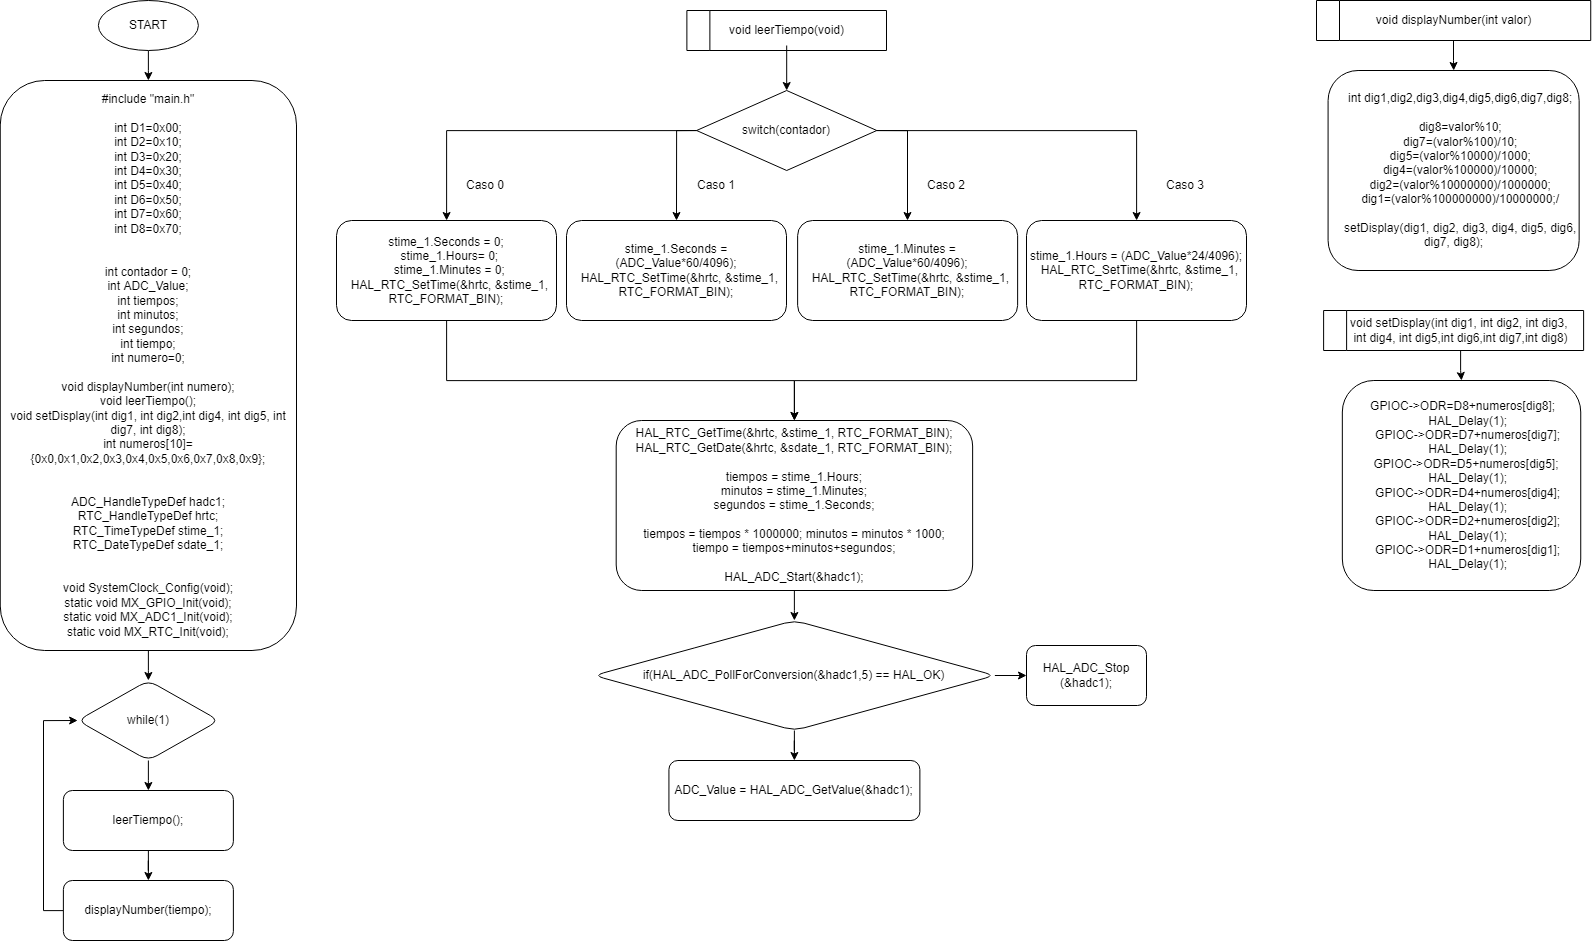 START
#include "main.h"
int D1=0x00;
int D2=0x10;
int D3=0x20;
int D4=0x30;
int D5=0x40;
int D6=0x50;
int D7=0x60;
int D8=0x70;
int contador = 0;
int ADC_Value;
int tiempos;
int minutos;
int segundos;
int tiempo;
int numero=0;
void displayNumber(int numero);
void leerTiempo();
void setDisplay(int dig1, int dig2,int dig4, int dig5, int
dig7, int dig8);
int numeros[10]=
{0x0,0x1,0x2,0x3,0x4,0x5,0x6,0x7,0x8,0x9};
ADC_HandleTypeDef hadc1;
RTC_HandleTypeDef hrtc;
RTC_TimeTypeDef stime_1;
RTC_DateTypeDef sdate_1;
void SystemClock_Config(void);
static void MX_GPIO_Init(void);
static void MX_ADC1_Init(void);
static void MX_RTC_Init(void);
while(1)
leerTiempo();
displayNumber(tiempo);
void leerTiempo(void)
switch(contador)
Caso 0
stime_1.Seconds = 0;
stime_1.Hours= 0;
stime_1.Minutes = 0;
HAL_RTC_SetTime(&hrtc, &stime_1,
RTC_FORMAT_BIN);
Caso 1
stime_1.Seconds =
(ADC_Value*60/4096);
HAL_RTC_SetTime(&hrtc, &stime_1,
RTC_FORMAT_BIN);
Caso 2
stime_1.Minutes =
(ADC_Value*60/4096);
HAL_RTC_SetTime(&hrtc, &stime_1,
RTC_FORMAT_BIN);
Caso 3
stime_1.Hours = (ADC_Value*24/4096);
HAL_RTC_SetTime(&hrtc, &stime_1,
RTC_FORMAT_BIN);
HAL_RTC_GetTime(&hrtc, &stime_1, RTC_FORMAT_BIN);
HAL_RTC_GetDate(&hrtc, &sdate_1, RTC_FORMAT_BIN);
tiempos = stime_1.Hours;
minutos = stime_1.Minutes;
segundos = stime_1.Seconds;
tiempos = tiempos * 1000000; minutos = minutos * 1000;
tiempo = tiempos+minutos+segundos;
HAL_ADC_Start(&hadc1);
if(HAL_ADC_PollForConversion(&hadc1,5) == HAL_OK)
HAL_ADC_Stop
(&hadc1);
ADC_Value = HAL_ADC_GetValue(&hadc1);
void displayNumber(int valor)
int dig1,dig2,dig3,dig4,dig5,dig6,dig7,dig8;
dig8=valor%10;
dig7=(valor%100)/10;
dig5=(valor%10000)/1000;
dig4=(valor%100000)/10000;
dig2=(valor%10000000)/1000000;
dig1=(valor%100000000)/10000000;/
setDisplay(dig1, dig2, dig3, dig4, dig5, dig6,
dig7, dig8);
void setDisplay(int dig1, int dig2, int dig3,
int dig4, int dig5,int dig6,int dig7,int dig8)
GPIOC->ODR=D8+numeros[dig8];
HAL_Delay(1);
GPIOC->ODR=D7+numeros[dig7];
HAL_Delay(1);
GPIOC->ODR=D5+numeros[dig5];
HAL_Delay(1);
GPIOC->ODR=D4+numeros[dig4];
HAL_Delay(1);
GPIOC->ODR=D2+numeros[dig2];
HAL_Delay(1);
GPIOC->ODR=D1+numeros[dig1];
HAL_Delay(1);